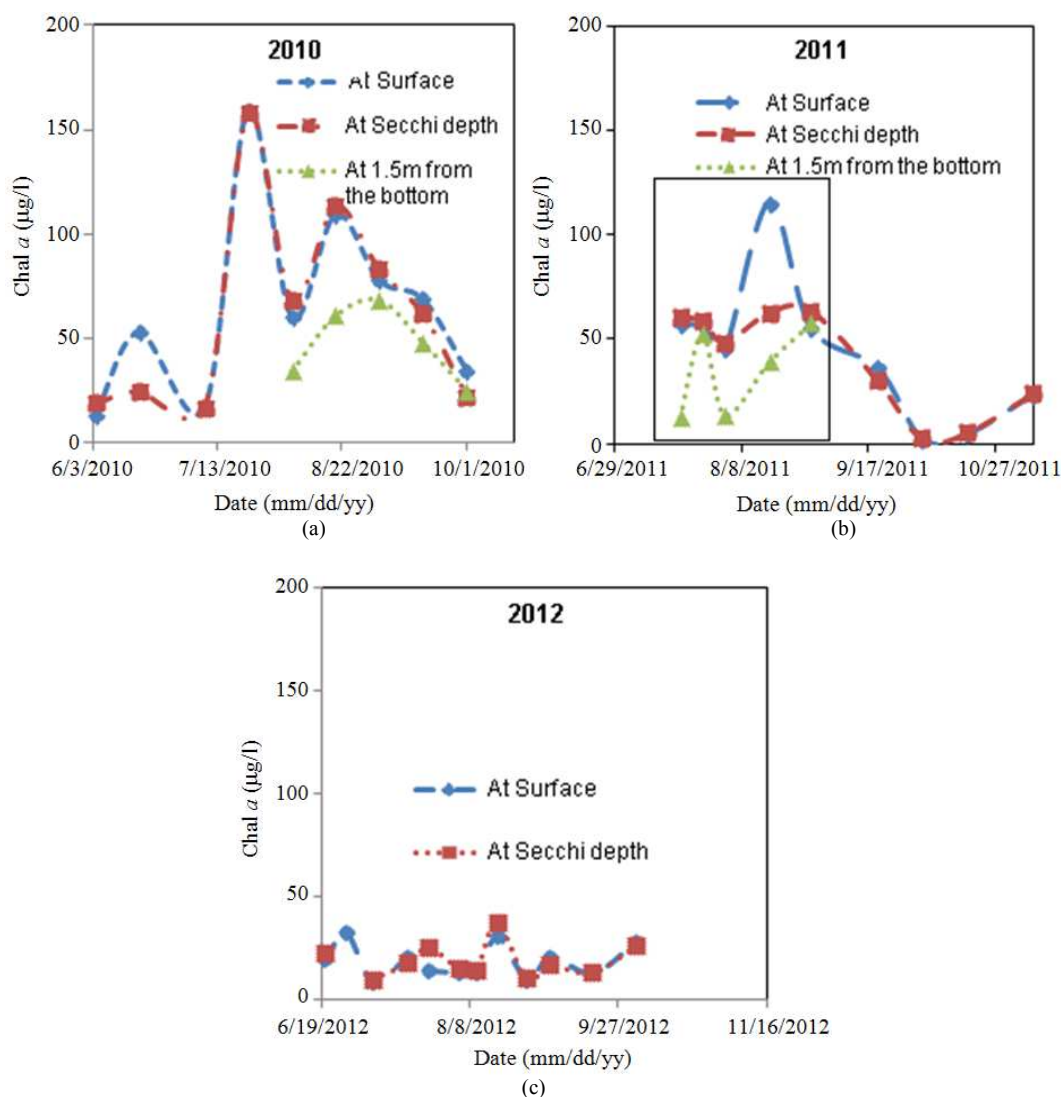 200
150
100
50
0
Chal a (µg/l)
2010
At Surface
At Secchi depth
At 1.5m from
the bottom
6/3/2010 7/13/2010 8/22/2010 10/1/2010
Date (mm/dd/yy)
(a)
200
150
100
50
0
Chal a (µg/l)
2011
At Surface
At Secchi depth
At 1.5m from
the bottom
6/29/2011 8/8/2011 9/17/2011 10/27/2011
Date (mm/dd/yy)
(b)
200
150
100
50
0
Chal a (µg/l)
2012
At Surface
At Secchi depth
6/19/2012 8/8/2012 9/27/2012 11/16/2012
Date (mm/dd/yy)
(c)